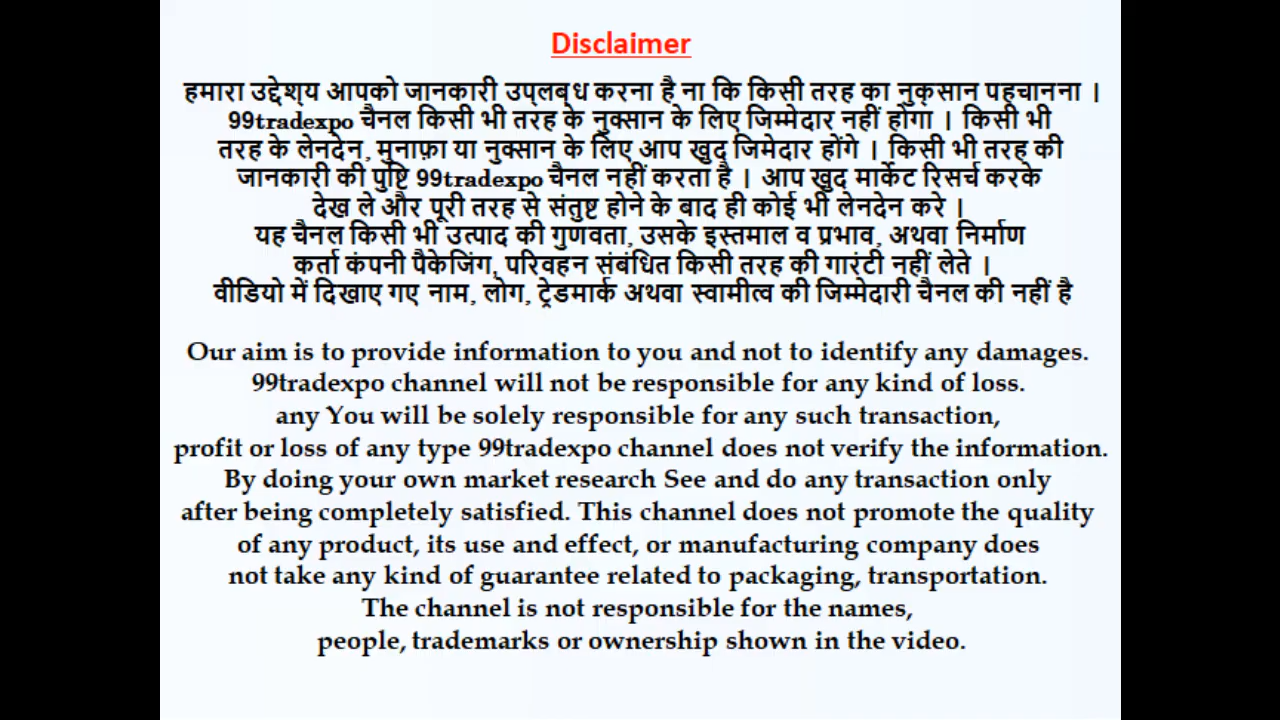 Disclaimer
हमारा उद्देश्य आपको जानकारी उप्लब्ध करना है ना कि किसी तरह का नुक्सान पहचानना ।
99tradexpo चैनल किसी भी तरह के नुक्सान के लिए जिम्मेदार नहीं होगा । किसी भी
तरह के लेनदेन, मुनाफ़ा या नुक्सान के लिए आप खुद जिमेदार होंगे । किसी भी तरह की
जानकारी की पुष्टि 99tradexpo चैनल नहीं करता है । आप खुद मार्केट रिसर्च करके
देख ले और पूरी तरह से संतुष्ट होने के बाद ही कोई भी लेनदेन करे ।
यह चैनल किसी भी उत्पाद की गुणवता, उसके इस्तमाल व प्रभाव, अथवा निर्माण
कर्ता कंपनी पैकेजिंग, परिवहन संबंधित किसी तरह की गारंटी नहीं लेते ।
वीडियो में दिखाए गए नाम, लोग, ट्रेडमार्क अथवा स्वामीत्व की जिम्मेदारी चैनल की नहीं है
Our aim is to provide information to you and not to identify any damages.
99tradexpo channel will not be responsible for any kind of loss.
any You will be solely responsible for any such transaction,
profit or loss of any type 99tradexpo channel does not verify the information.
By doing your own market research See and do any transaction only
after being completely satisfied. This channel does not promote the quality
of any product, its use and effect, or manufacturing company does
not take any kind of guarantee related to packaging, transportation.
The channel is not responsible for the names,
people, trademarks or ownership shown in the video.